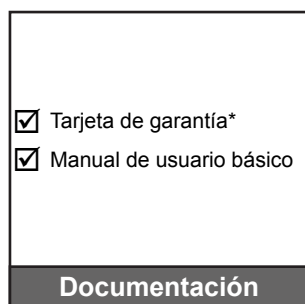 ☑ Tarjeta de garantía*
☑ Manual de usuario básico
Documentación